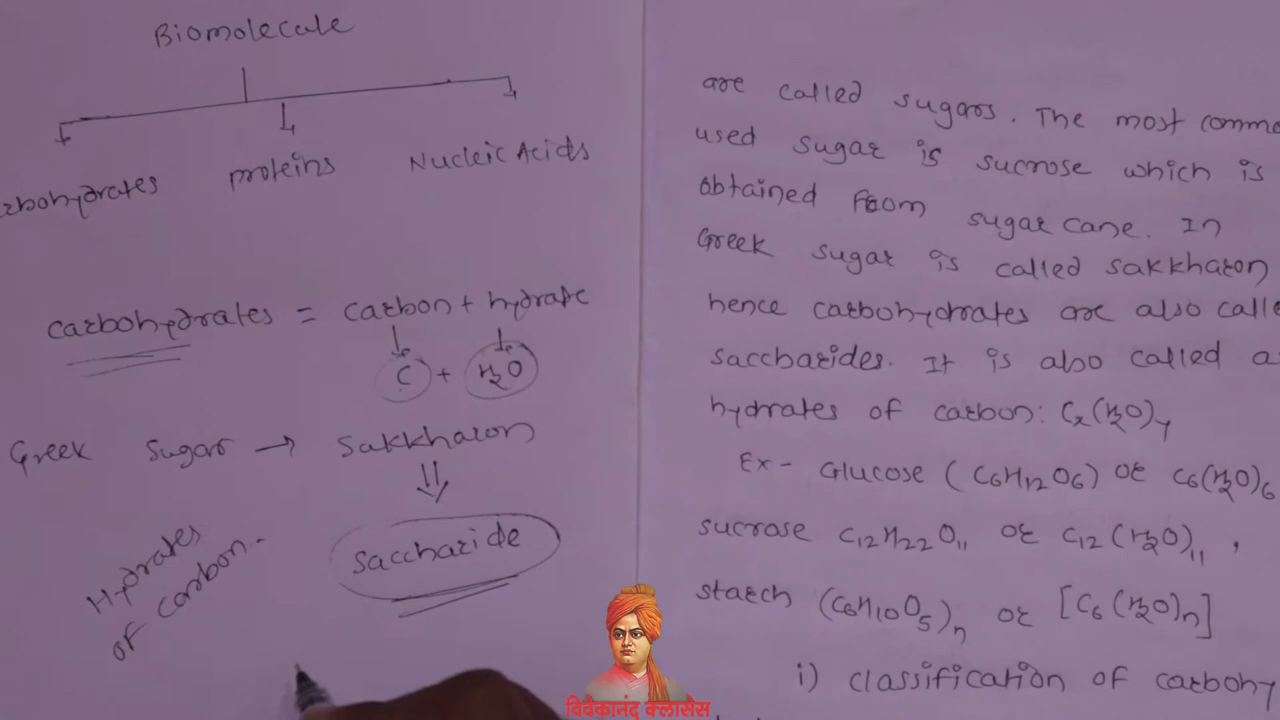 Biomolecule
arbohydrates proteins Nucleic Acids
carbohydrates = carbon + hydrate
C + H2O
Greek Sugar → Sakkharon
Saccharide
Hydrates
of carbon.
are called sugars. The most commo
used sugar is sucrose which is
obtained From sugar cane. In
Greek sugar is called sakkharon
hence carbohydrates are also calle
saccharides. It is also called a
hydrates of carbon: Cx(H2O)y
Ex- Glucose (C6H12O6) or C6(H2O)6
sucrose C12H22O11 or C12(H2O)11,
starch (C6H10O5)n or [C6(H2O)n]
i) classification of carbohy
विवेकानंद क्लासेस